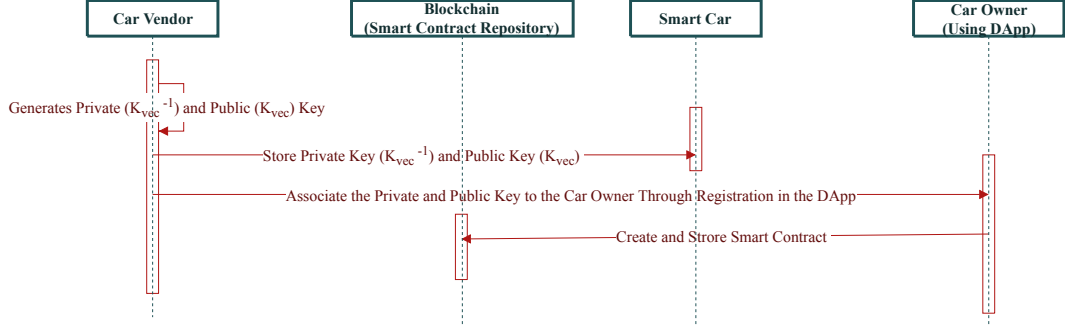 Car Vendor
Blockchain
(Smart Contract Repository)
Smart Car
Car Owner
(Using DApp)
Generates Private (Kvec -1) and Public (Kvec) Key
Store Private Key (Kvec -1) and Public Key (Kvec)
Associate the Private and Public Key to the Car Owner Through Registration in the DApp
Create and Strore Smart Contract